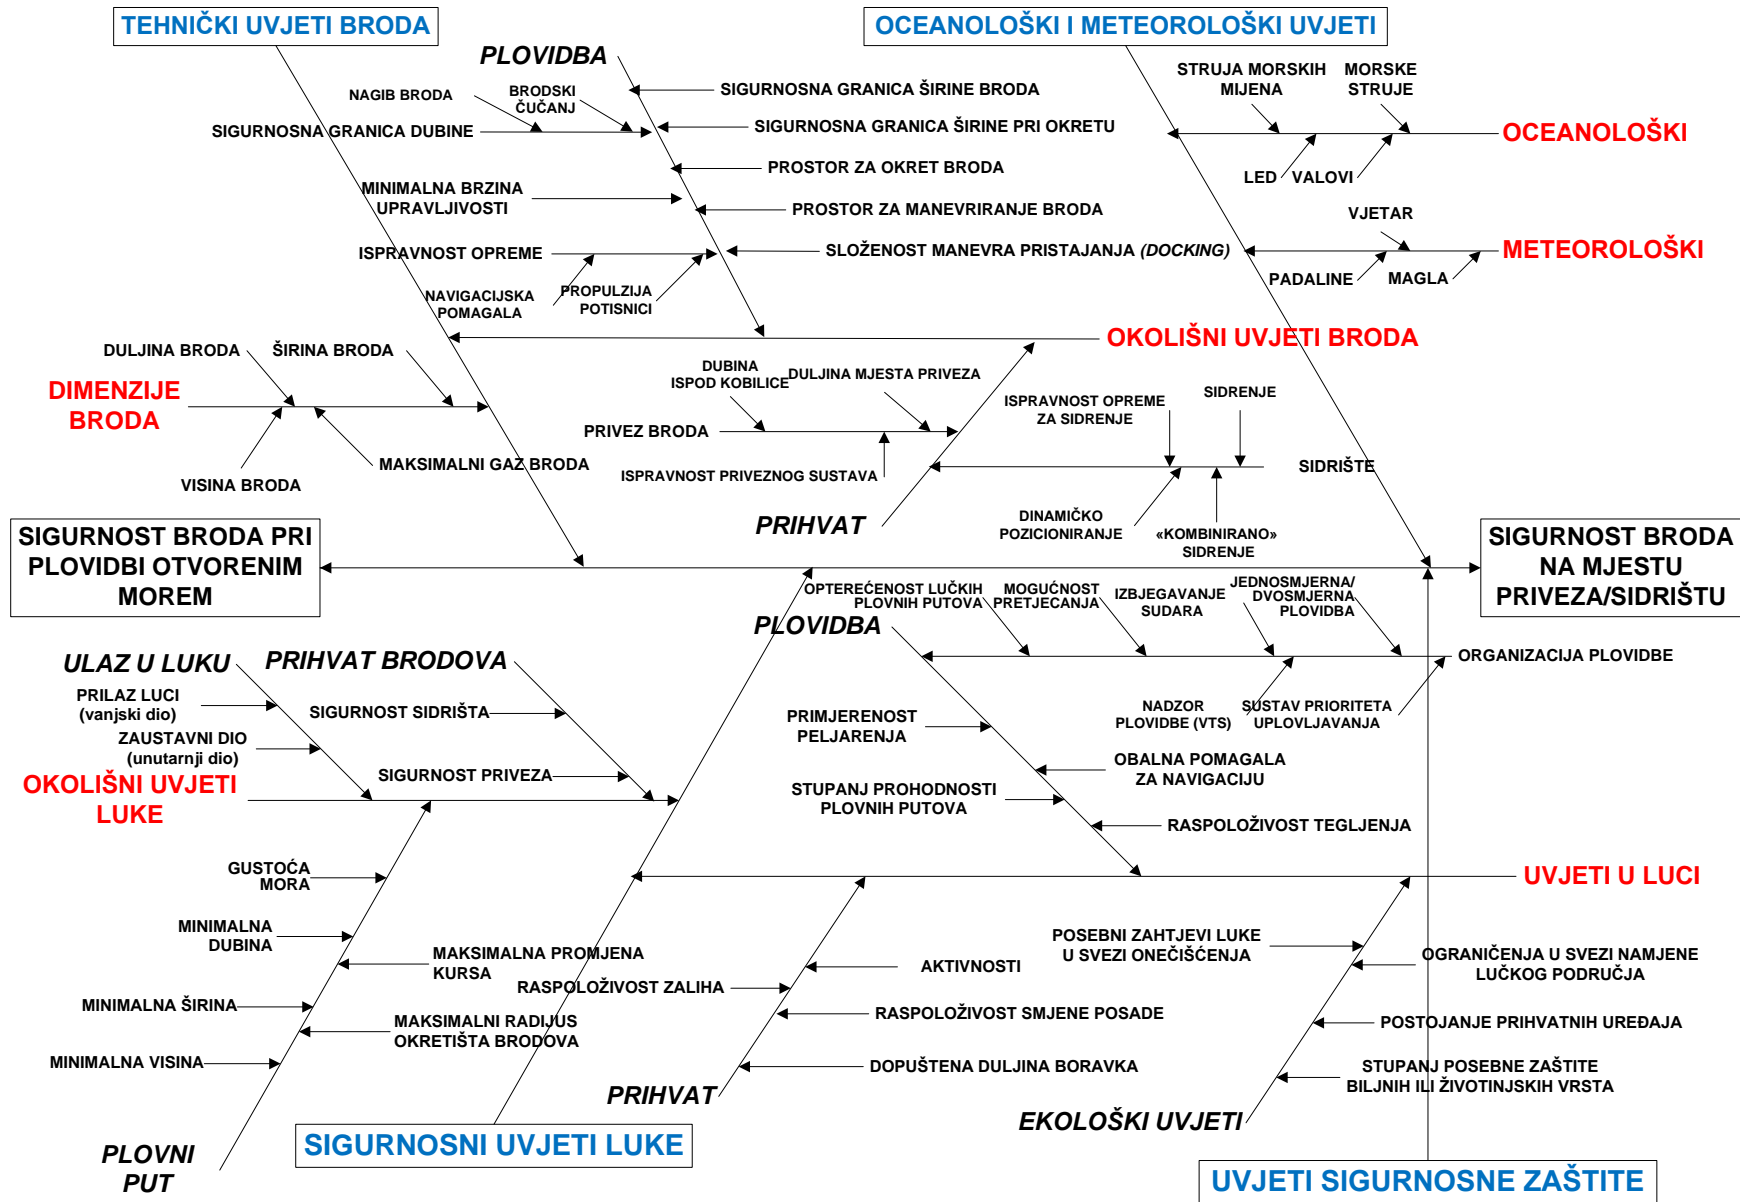 TEHNIČKI UVJETI BRODA
OCEANOLOŠKI I METEOROLOŠKI UVJETI
PLOVIDBA
NAGIB BRODA
BRODSKI
ČUČANJ
SIGURNOSNA GRANICA DUBINE
SIGURNOSNA GRANICA ŠIRINE BRODA
SIGURNOSNA GRANICA ŠIRINE PRI OKRETU
PROSTOR ZA OKRET BRODA
MINIMALNA BRZINA
UPRAVLJIVOSTI
PROSTOR ZA MANEVRIRANJE BRODA
ISPRAVNOST OPREME
SLOŽENOST MANEVRA PRISTAJANJA (DOCKING)
NAVIGACIJSKA
POMAGALA
PROPULZIJA
POTISNICI
STRUJA MORSKIH
MIJENA
MORSKE
STRUJE
OCEANOLOŠKI
LED
VALOVI
VJETAR
METEOROLOŠKI
PADALINE
MAGLA
OKOLIŠNI UVJETI BRODA
DULJINA BRODA
ŠIRINA BRODA
DIMENZIJE
BRODA
VISINA BRODA
MAKSIMALNI GAZ BRODA
DUBINA
ISPOD KOBILICE
DULJINA MJESTA PRIVEZA
PRIVEZ BRODA
ISPRAVNOST PRIVEZNOG SUSTAVA
ISPRAVNOST OPREME
ZA SIDRENJE
SIDRENJE
SIDRIŠTE
DINAMIČKO
POZICIONIRANJE
«KOMBINIRANO»
SIDRENJE
PRIHVAT
SIGURNOST BRODA PRI
PLOVIDBI OTVORENIM
MOREM
SIGURNOST BRODA
NA MJESTU
PRIVEZA/SIDRIŠTU
OPTEREĆENOST LUČKIH
PLOVNIH PUTOVA
MOGUĆNOST
PRETJECANJA
IZBJEGAVANJE
SUDARA
JEDNOSMJERNA/
DVOSMJERNA
PLOVIDBA
PLOVIDBA
ORGANIZACIJA PLOVIDBE
NADZOR
PLOVIDBE (VTS)
SUSTAV PRIORITETA
UPLOVLJAVANJA
ULAZ U LUKU
PRIHVAT BRODOVA
PRILAZ LUCI
(vanjski dio)
SIGURNOST SIDRIŠTA
ZAUSTAVNI DIO
(unutarnji dio)
SIGURNOST PRIVEZA
OKOLIŠNI UVJETI
LUKE
PRIMJERENOST
PELJARENJA
OBALNA POMAGALA
ZA NAVIGACIJU
STUPANJ PROHODNOSTI
PLOVNIH PUTOVA
RASPOLOŽIVOST TEGLJENJA
UVJETI U LUCI
GUSTOĆA
MORA
MINIMALNA
DUBINA
MAKSIMALNA PROMJENA
KURSA
MINIMALNA ŠIRINA
MAKSIMALNI RADIJUS
OKRETIŠTA BRODOVA
MINIMALNA VISINA
PLOVNI
PUT
AKTIVNOSTI
RASPOLOŽIVOST ZALIHA
RASPOLOŽIVOST SMJENE POSADE
DOPUŠTENA DULJINA BORAVKA
PRIHVAT
POSEBNI ZAHTJEVI LUKE
U SVEZI ONEČIŠĆENJA
OGRANIČENJA U SVEZI NAMJENE
LUČKOG PODRUČJA
POSTOJANJE PRIHVATNIH UREĐAJA
STUPANJ POSEBNE ZAŠTITE
BILJNIH ILI ŽIVOTINJSKIH VRSTA
EKOLOŠKI UVJETI
SIGURNOSNI UVJETI LUKE
UVJETI SIGURNOSNE ZAŠTITE